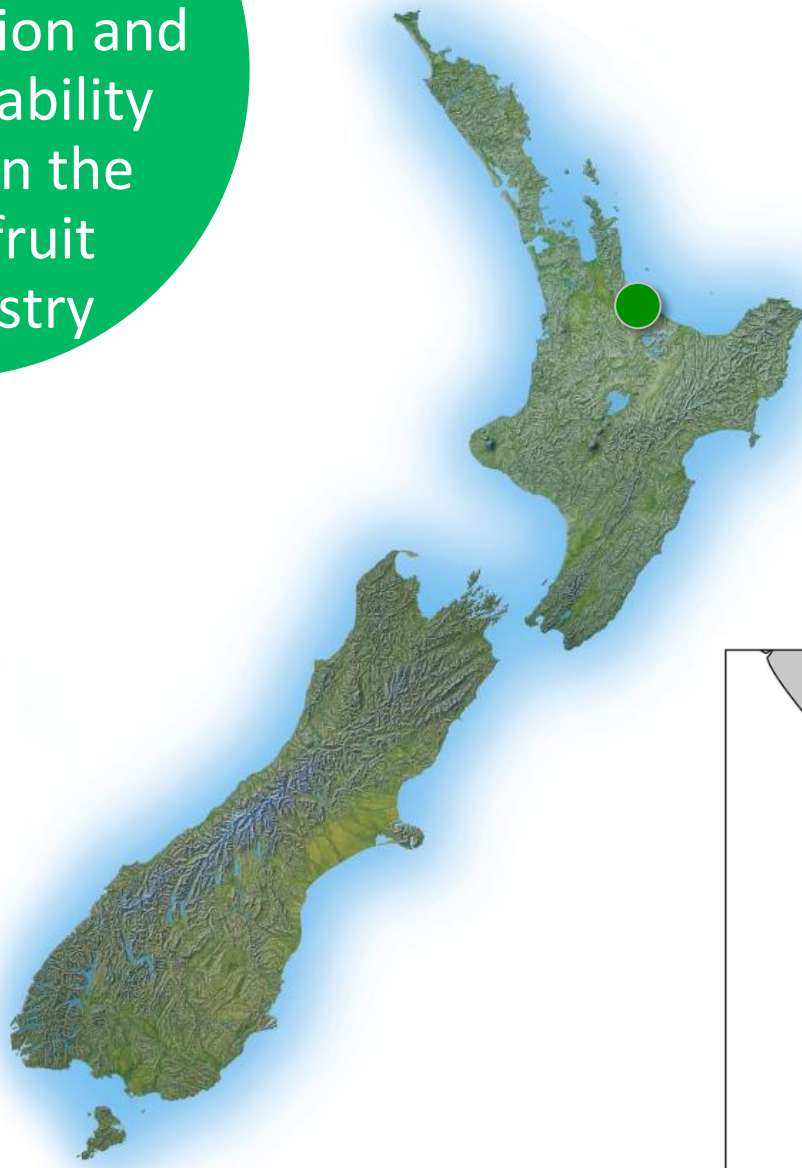 ion and
ability
n the
fruit
stry